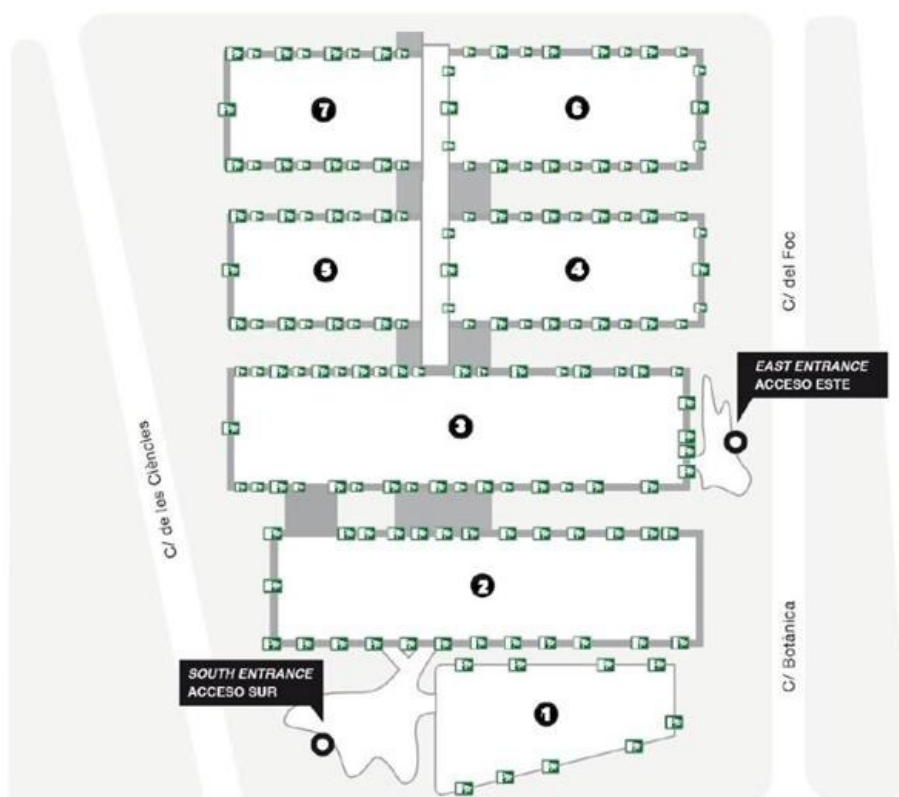 7
6
5
4
C/ del Foc
EAST ENTRANCE
ACCESO ESTE
3
C/ de les Ciències
2
C/ Botànica
SOUTH ENTRANCE
ACCESO SUR
1